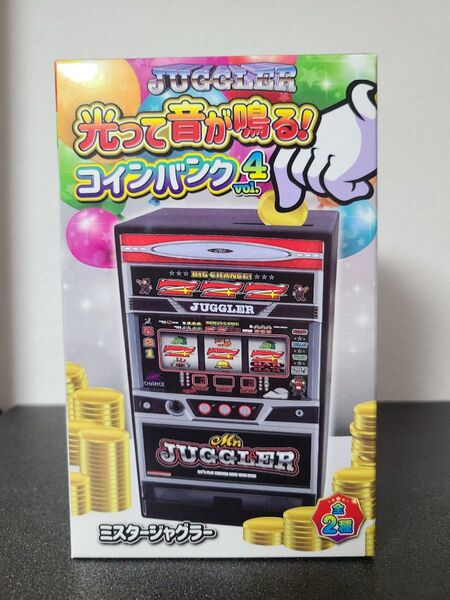 JUGGLER
光って音が鳴る!
コインバンク vol.4
BIG CHANCE!
777
JUGGLER
CHANCE
Mr.
JUGGLER
ミスタージャグラー
全2種